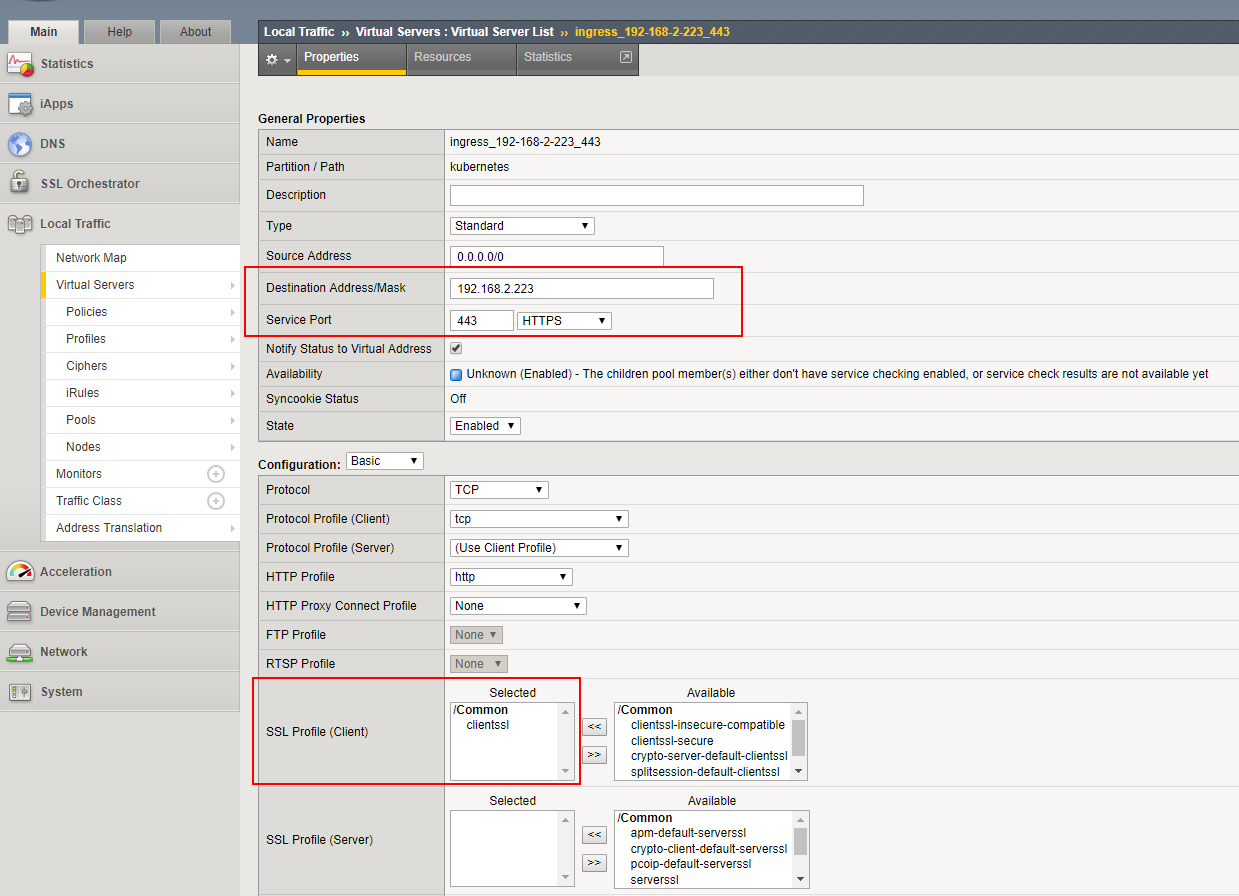 Main Help About
Local Traffic ›› Virtual Servers : Virtual Server List ›› ingress_192-168-2-223_443
Properties Resources Statistics
Statistics
iApps
DNS
SSL Orchestrator
Local Traffic
Network Map
Virtual Servers
Policies
Profiles
Ciphers
iRules
Pools
Nodes
Monitors
Traffic Class
Address Translation
Acceleration
Device Management
Network
System
General Properties
Name ingress_192-168-2-223_443
Partition / Path kubernetes
Description
Type Standard
Source Address 0.0.0.0/0
Destination Address/Mask 192.168.2.223
Service Port 443 HTTPS
Notify Status to Virtual Address
Availability Unknown (Enabled) - The children pool member(s) either don't have service checking enabled, or service check results are not available yet
Syncookie Status Off
State Enabled
Configuration: Basic
Protocol TCP
Protocol Profile (Client) tcp
Protocol Profile (Server) (Use Client Profile)
HTTP Profile http
HTTP Proxy Connect Profile None
FTP Profile None
RTSP Profile None
SSL Profile (Client)
Selected Available
/Common /Common
clientssl clientssl-insecure-compatible
<< clientssl-secure
>> crypto-server-default-clientssl
splitsession-default-clientssl
SSL Profile (Server)
Selected Available
/Common
<< apm-default-serverssl
crypto-client-default-serverssl
>> pcoip-default-serverssl
serverssl